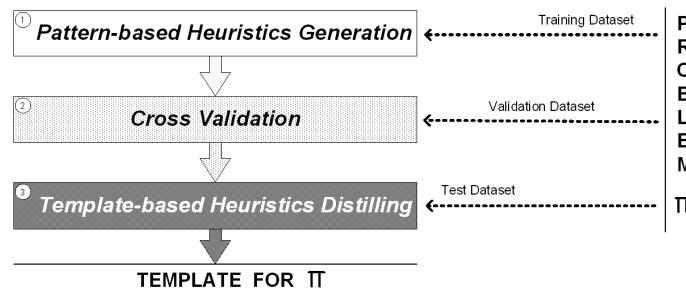 1
Pattern-based Heuristics Generation
Training Dataset
2
Cross Validation
Validation Dataset
3
Template-based Heuristics Distilling
Test Dataset
TEMPLATE FOR π
P
R
O
B
L
E
M
π